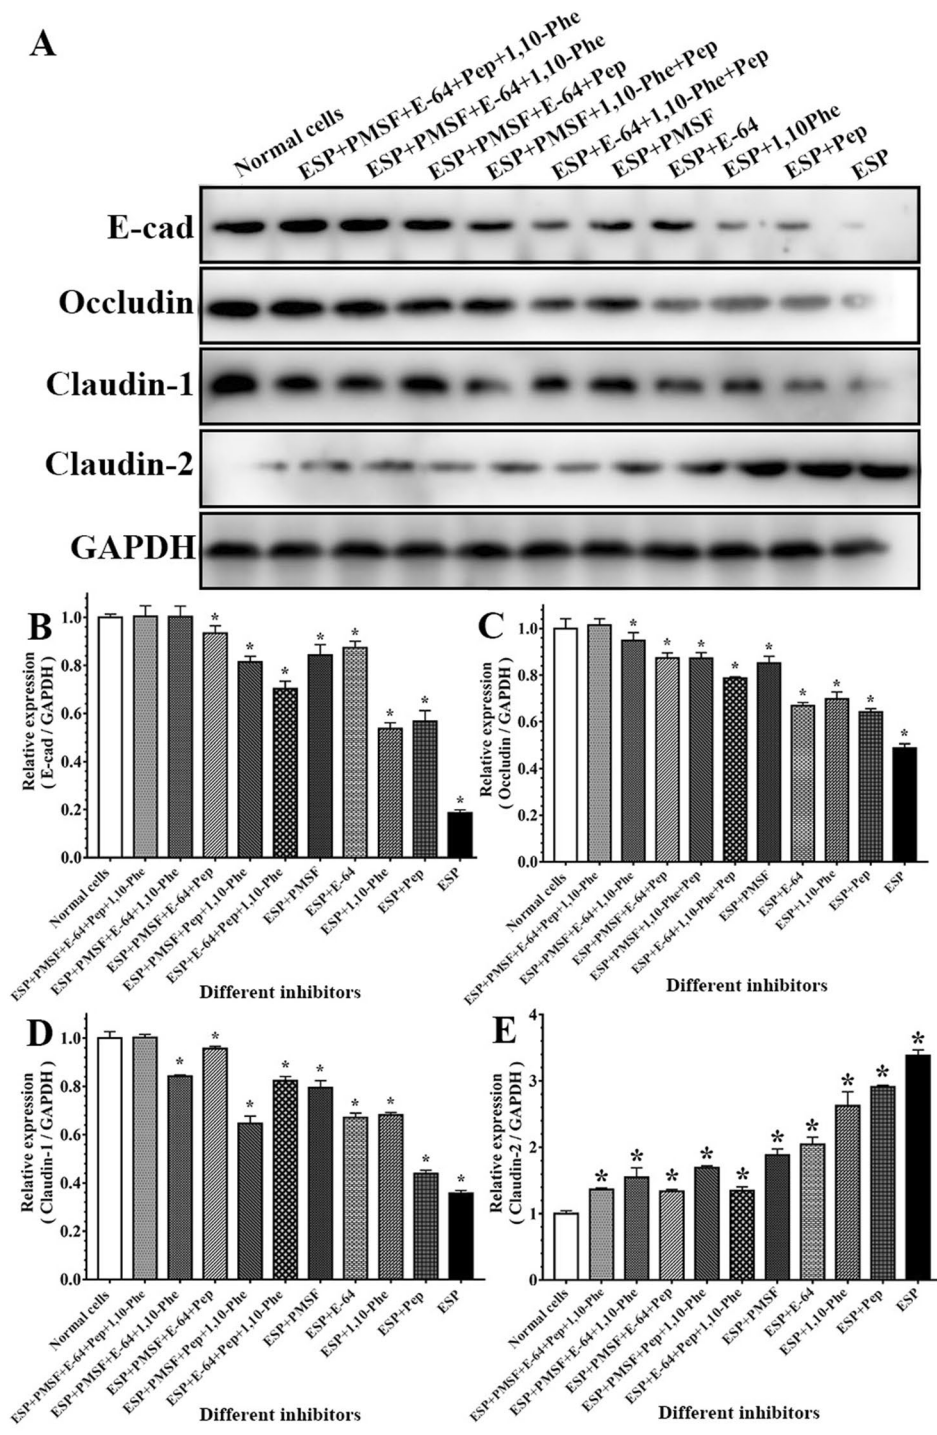 A
Normal cells
ESP+PMSF+E-64+Pep+1,10-Phe
ESP+PMSF+E-64+1,10-Phe
ESP+PMSF+E-64+Pep
ESP+PMSF+1,10-Phe+Pep
ESP+E-64+1,10-Phe+Pep
ESP+PMSF
ESP+E-64
ESP+1,10Phe
ESP+Pep
ESP
E-cad
Occludin
Claudin-1
Claudin-2
GAPDH
B
Relative expression
( E-cad / GAPDH )
1.0
0.8
0.6
0.4
0.2
0.0
* * * * * * * *
Normal cells
ESP+PMSF+E-64+Pep+1,10-Phe
ESP+PMSF+E-64+1,10-Phe
ESP+PMSF+E-64+Pep
ESP+PMSF+Pep+1,10-Phe
ESP+E-64+Pep+1,10-Phe
ESP+PMSF
ESP+E-64
ESP+1,10-Phe
ESP+Pep
ESP
Different inhibitors
C
Relative expression
( Occludin / GAPDH )
1.0
0.8
0.6
0.4
0.2
0.0
* * * * * * * * *
Normal cells
ESP+PMSF+E-64+Pep+1,10-Phe
ESP+PMSF+E-64+1,10-Phe
ESP+PMSF+E-64+Pep
ESP+PMSF+1,10-Phe+Pep
ESP+E-64+1,10-Phe+Pep
ESP+PMSF
ESP+E-64
ESP+1,10-Phe
ESP+Pep
ESP
Different inhibitors
D
Relative expression
( Claudin-1 / GAPDH )
1.0
0.8
0.6
0.4
0.2
0.0
* * * * * * * *
Normal cells
ESP+PMSF+E-64+Pep+1,10-Phe
ESP+PMSF+E-64+1,10-Phe
ESP+PMSF+E-64+Pep
ESP+PMSF+Pep+1,10-Phe
ESP+E-64+Pep+1,10-Phe
ESP+PMSF
ESP+E-64
ESP+1,10-Phe
ESP+Pep
ESP
Different inhibitors
E
Relative expression
( Claudin-2 / GAPDH )
4
3
2
1
0
* * * * * * * * * *
Normal cells
ESP+PMSF+E-64+Pep+1,10-Phe
ESP+PMSF+E-64+1,10-Phe
ESP+PMSF+E-64+Pep
ESP+PMSF+Pep+1,10-Phe
ESP+E-64+Pep+1,10-Phe
ESP+PMSF
ESP+E-64
ESP+1,10-Phe
ESP+Pep
ESP
Different inhibitors